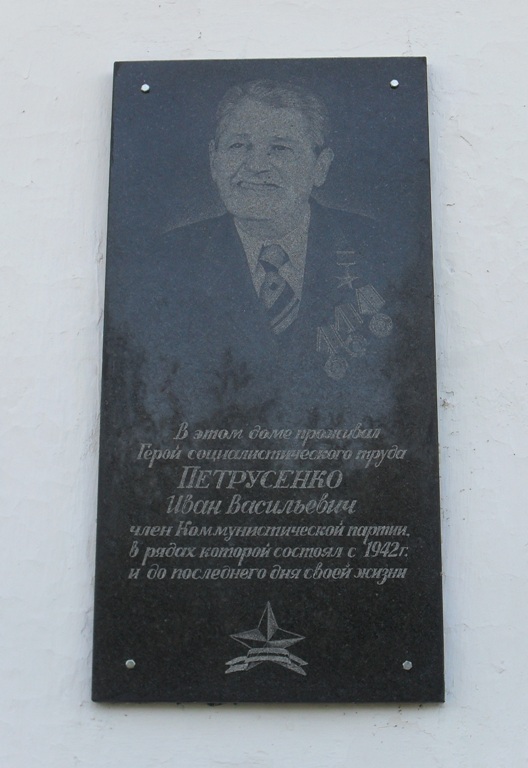 В этом доме проживал
Герой социалистического труда
ПЕТРУСЕНКО
Иван Васильевич
член Коммунистической партии,
в рядах которой состоял с 1942г.
и до последнего дня своей жизни